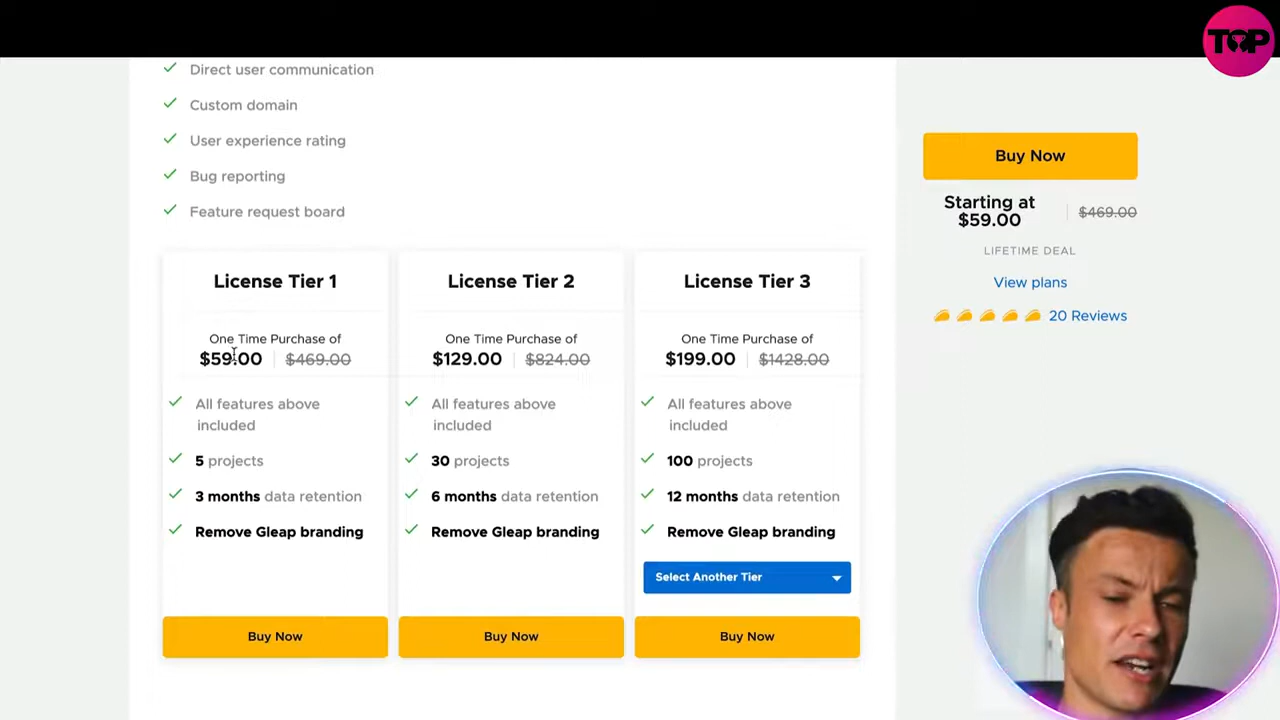 TOP
Direct user communication
Custom domain
User experience rating
Bug reporting
Feature request board
Buy Now
Starting at
$59.00
$469.00
LIFETIME DEAL
View plans
20 Reviews
License Tier 1
One Time Purchase of
$59.00 $469.00
All features above
included
5 projects
3 months data retention
Remove Gleap branding
Buy Now
License Tier 2
One Time Purchase of
$129.00 $824.00
All features above
included
30 projects
6 months data retention
Remove Gleap branding
Buy Now
License Tier 3
One Time Purchase of
$199.00 $1428.00
All features above
included
100 projects
12 months data retention
Remove Gleap branding
Select Another Tier
Buy Now